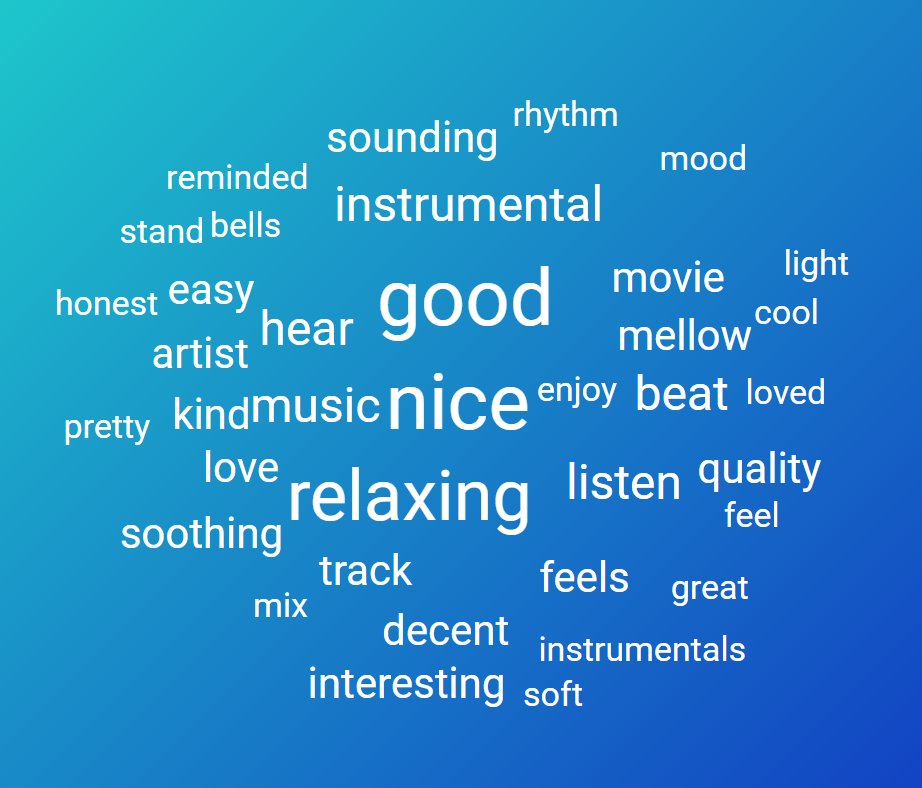 rhythm
sounding
mood
reminded
instrumental
stand bells
light
movie
easy
honest
good
cool
hear
mellow
artist
enjoy
beat
loved
nice
music
kind
pretty
love
quality
listen
relaxing
feel
soothing
track
feels
great
mix
decent
instrumentals
interesting
soft